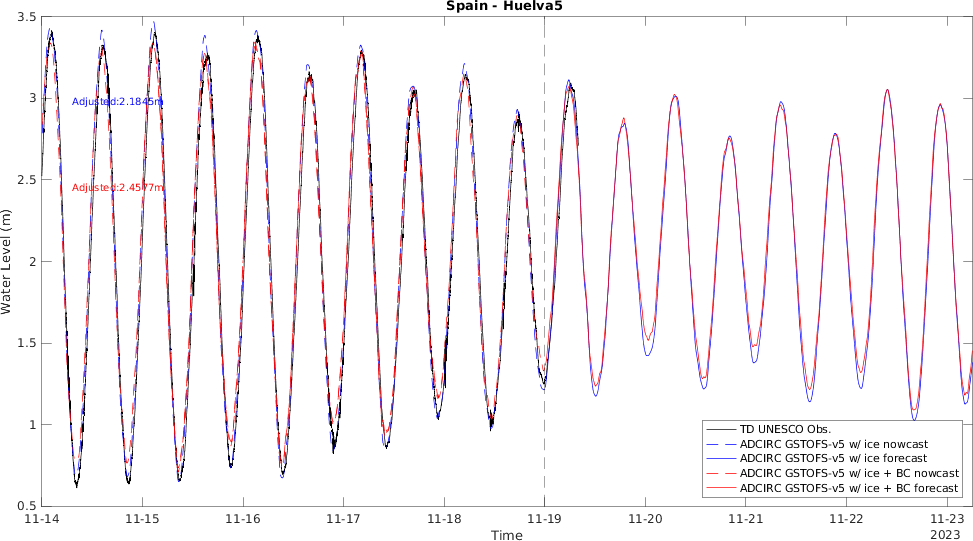 Spain - Huelva5
3.5
3
2.5
2
1.5
1
0.5
Water Level (m)
Adjusted:2.1845m
Adjusted:2.4577m
TD UNESCO Obs.
ADCIRC GSTOFS-v5 w/ ice nowcast
ADCIRC GSTOFS-v5 w/ ice forecast
ADCIRC GSTOFS-v5 w/ ice + BC nowcast
ADCIRC GSTOFS-v5 w/ ice + BC forecast
11-14 11-15 11-16 11-17 11-18 11-19 11-20 11-21 11-22 11-23
2023
Time